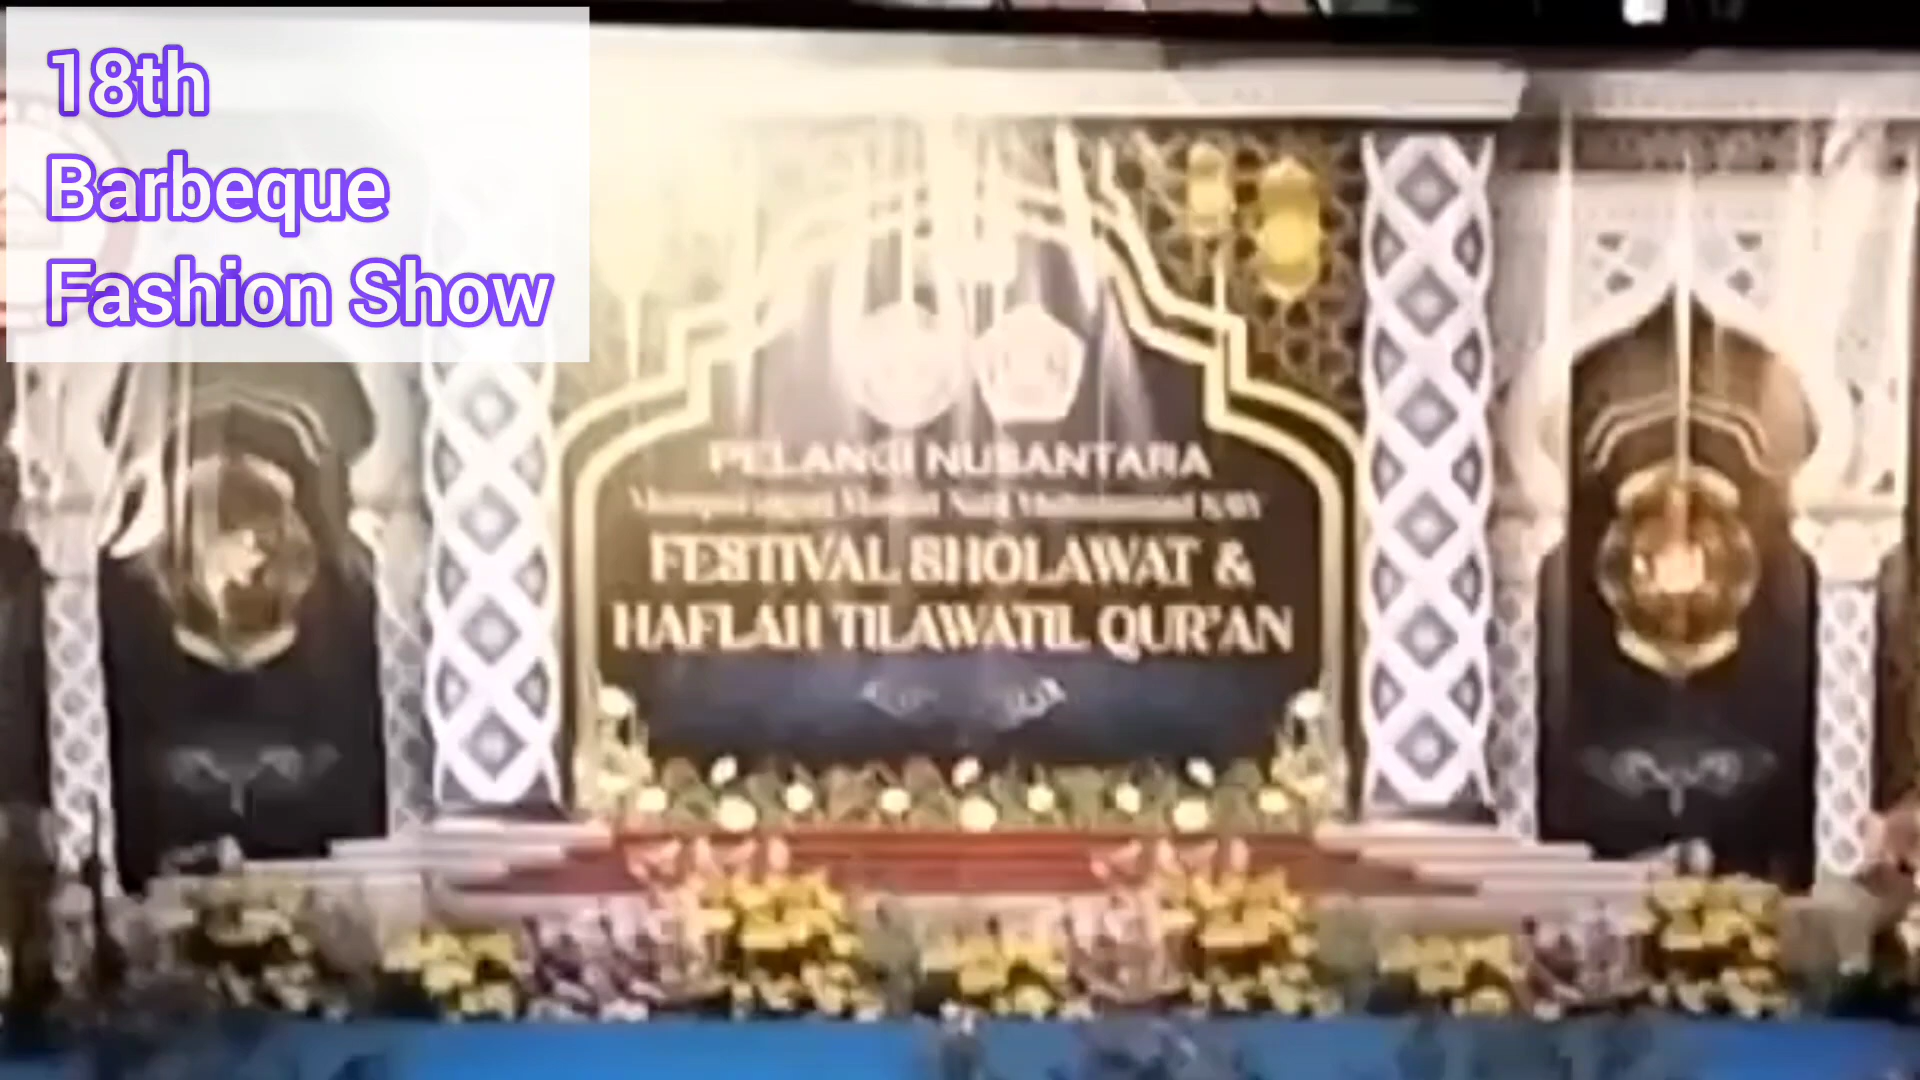 18th
Barbeque
Fashion Show
PELANGI NUSANTARA
FESTIVAL SHOLAWAT &
HAFLAH TILAWATIL QUR'AN